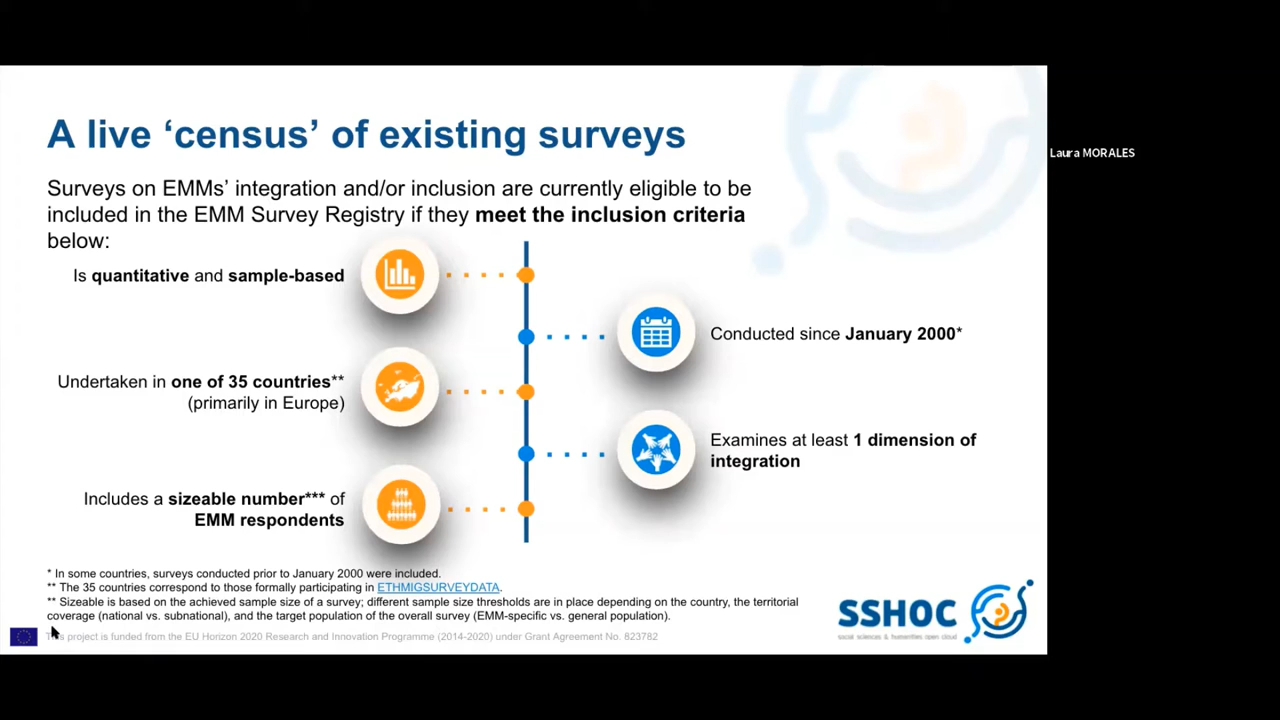 A live ‘census’ of existing surveys
Surveys on EMMs’ integration and/or inclusion are currently eligible to be
included in the EMM Survey Registry if they meet the inclusion criteria
below:
Is quantitative and sample-based
Conducted since January 2000*
Undertaken in one of 35 countries**
(primarily in Europe)
Examines at least 1 dimension of
integration
Includes a sizeable number*** of
EMM respondents
* In some countries, surveys conducted prior to January 2000 were included.
** The 35 countries correspond to those formally participating in ETHMIGSURVEYDATA.
** Sizeable is based on the achieved sample size of a survey; different sample size thresholds are in place depending on the country, the territorial
coverage (national vs. subnational), and the target population of the overall survey (EMM-specific vs. general population).
This project is funded from the EU Horizon 2020 Research and Innovation Programme (2014-2020) under Grant Agreement No. 823782
SSHOC
social sciences & humanities open cloud
Laura MORALES